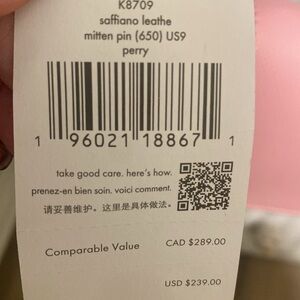 K8709
saffiano leathe
mitten pin (650) US9
perry
1 96021 18867 1
take good care. here's how.
prenez-en bien soin. voici comment.
请妥善维护。这里是具体做法。
Comparable Value CAD $289.00
USD $239.00